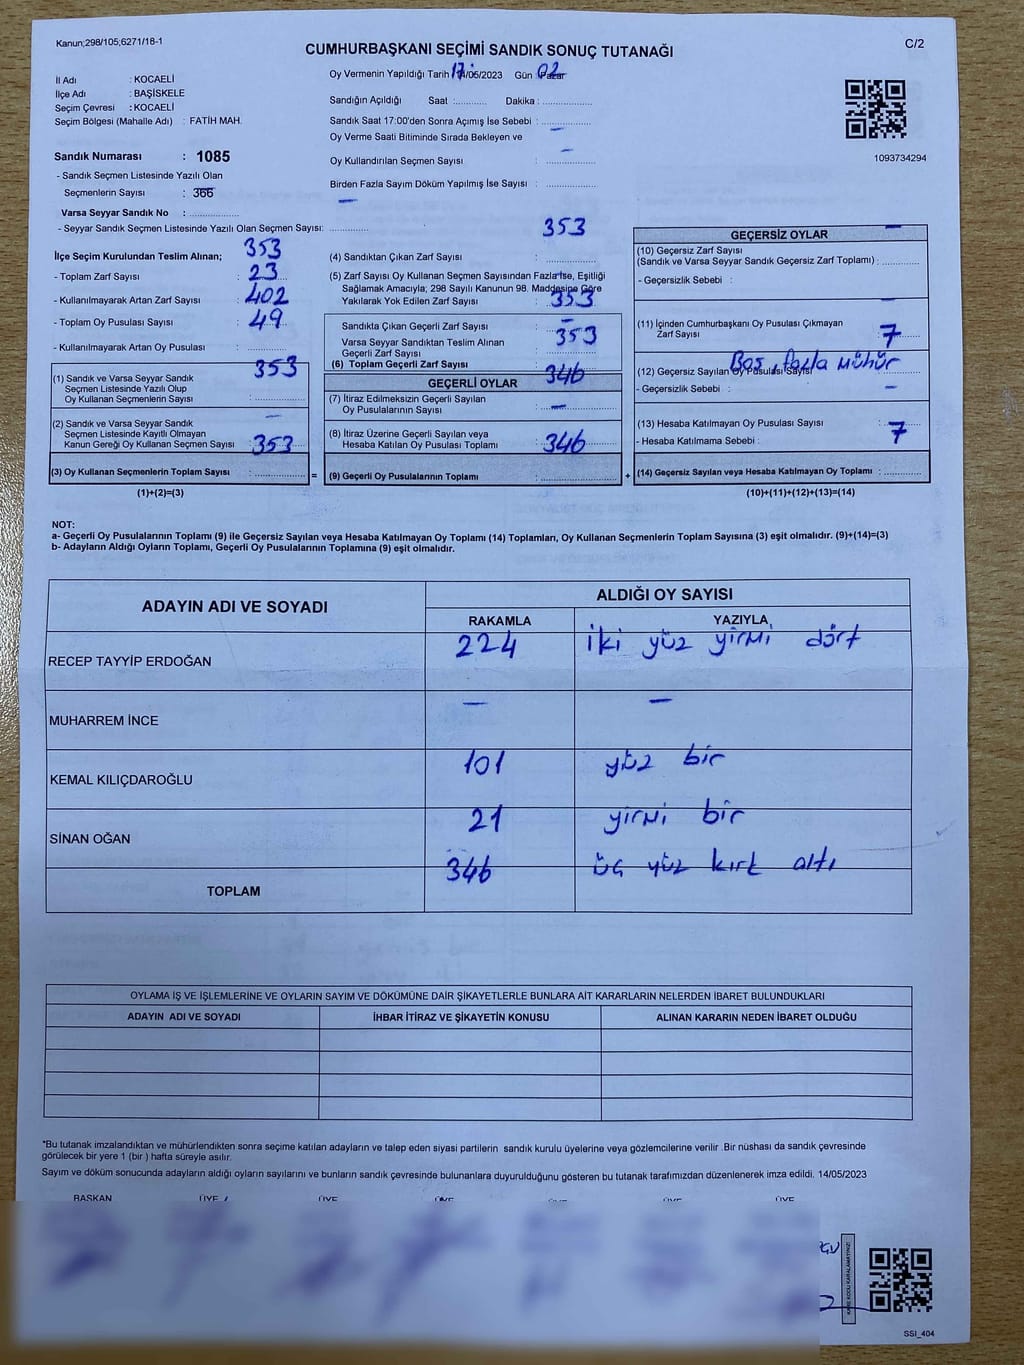 Kanun;298/105;6271/18-1
C/2
CUMHURBAŞKANI SEÇİMİ SANDIK SONUÇ TUTANAĞI
İl Adı : KOCAELİ
İlçe Adı : BAŞİSKELE
Seçim Çevresi : KOCAELİ
Seçim Bölgesi (Mahalle Adı) : FATİH MAH.
Sandık Numarası : 1085
- Sandık Seçmen Listesinde Yazılı Olan
Seçmenlerin Sayısı : 366
Varsa Seyyar Sandık No :
- Seyyar Sandık Seçmen Listesinde Yazılı Olan Seçmen Sayısı:
Oy Vermenin Yapıldığı Tarih : 14/05/2023 Gün : Pazar
17: 02
Sandığın Açıldığı Saat : Dakika :
Sandık Saat 17:00'den Sonra Açımış İse Sebebi :
Oy Verme Saati Bitiminde Sırada Bekleyen ve –
Oy Kullandırılan Seçmen Sayısı : –
Birden Fazla Sayım Döküm Yapılmış İse Sayısı : –
1093734294
İlçe Seçim Kurulundan Teslim Alınan; 353
- Toplam Zarf Sayısı : 23
- Kullanılmayarak Artan Zarf Sayısı : 402
- Toplam Oy Pusulası Sayısı : 49
- Kullanılmayarak Artan Oy Pusulası :
353
(1) Sandık ve Varsa Seyyar Sandık
Seçmen Listesinde Yazılı Olup
Oy Kullanan Seçmenlerin Sayısı :
–
(2) Sandık ve Varsa Seyyar Sandık
Seçmen Listesinde Kayıtlı Olmayan
Kanun Gereği Oy Kullanan Seçmen Sayısı : 353
(3) Oy Kullanan Seçmenlerin Toplam Sayısı : =
(1)+(2)=(3)
353
(4) Sandıktan Çıkan Zarf Sayısı :
(5) Zarf Sayısı Oy Kullanan Seçmen Sayısından Fazla ise, Eşitliği –
Sağlamak Amacıyla; 298 Sayılı Kanunun 98. Maddesine Göre
Yakılarak Yok Edilen Zarf Sayısı : 353
Sandıkta Çıkan Geçerli Zarf Sayısı : –
Varsa Seyyar Sandıktan Teslim Alınan 353
Geçerli Zarf Sayısı :
(6) Toplam Geçerli Zarf Sayısı :
GEÇERLİ OYLAR 346
(7) İtiraz Edilmeksizin Geçerli Sayılan
Oy Pusulalarının Sayısı : –
(8) İtiraz Üzerine Geçerli Sayılan veya
Hesaba Katılan Oy Pusulası Toplamı : 346
(9) Geçerli Oy Pusulalarının Toplamı : +
GEÇERSİZ OYLAR –
(10) Geçersiz Zarf Sayısı
(Sandık ve Varsa Seyyar Sandık Geçersiz Zarf Toplamı) :
- Geçersizlik Sebebi :
–
(11) İçinden Cumhurbaşkanı Oy Pusulası Çıkmayan
Zarf Sayısı : 7
Boş, fazla mühür
(12) Geçersiz Sayılan Oy Pusulası Sayısı
- Geçersizlik Sebebi : –
(13) Hesaba Katılmayan Oy Pusulası Sayısı :
- Hesaba Katılmama Sebebi : 7
(14) Geçersiz Sayılan veya Hesaba Katılmayan Oy Toplamı :
(10)+(11)+(12)+(13)=(14)
NOT:
a- Geçerli Oy Pusulalarının Toplamı (9) ile Geçersiz Sayılan veya Hesaba Katılmayan Oy Toplamı (14) Toplamları, Oy Kullanan Seçmenlerin Toplam Sayısına (3) eşit olmalıdır. (9)+(14)=(3)
b- Adayların Aldığı Oyların Toplamı, Geçerli Oy Pusulalarının Toplamına (9) eşit olmalıdır.
ADAYIN ADI VE SOYADI
ALDIĞI OY SAYISI
RAKAMLA YAZIYLA
RECEP TAYYİP ERDOĞAN 224 iki yüz yirmi dört
MUHARREM İNCE – –
KEMAL KILIÇDAROĞLU 101 yüz bir
SİNAN OĞAN 21 yirmi bir
TOPLAM 346 üç yüz kırk altı
OYLAMA İŞ VE İŞLEMLERİNE VE OYLARIN SAYIM VE DÖKÜMÜNE DAİR ŞİKAYETLERLE BUNLARA AİT KARARLARIN NELERDEN İBARET BULUNDUKLARI
ADAYIN ADI VE SOYADI İHBAR İTİRAZ VE ŞİKAYETİN KONUSU ALINAN KARARIN NEDEN İBARET OLDUĞU
*Bu tutanak imzalandıktan ve mühürlendikten sonra seçime katılan adayların ve talep eden siyasi partilerin sandık kurulu üyelerine veya gözlemcilerine verilir .Bir nüshası da sandık çevresinde
görülecek bir yere 1 (bir ) hafta süreyle asılır.
Sayım ve döküm sonucunda adayların aldığı oyların sayılarını ve bunların sandık çevresinde bulunanlara duyurulduğunu gösteren bu tutanak tarafımızdan düzenlenerek imza edildi. 14/05/2023
BAŞKAN ÜYE ÜYE ÜYE ÜYE ÜYE ÜYE
KARE KODU KARALAMAYINIZ!
SSI_404